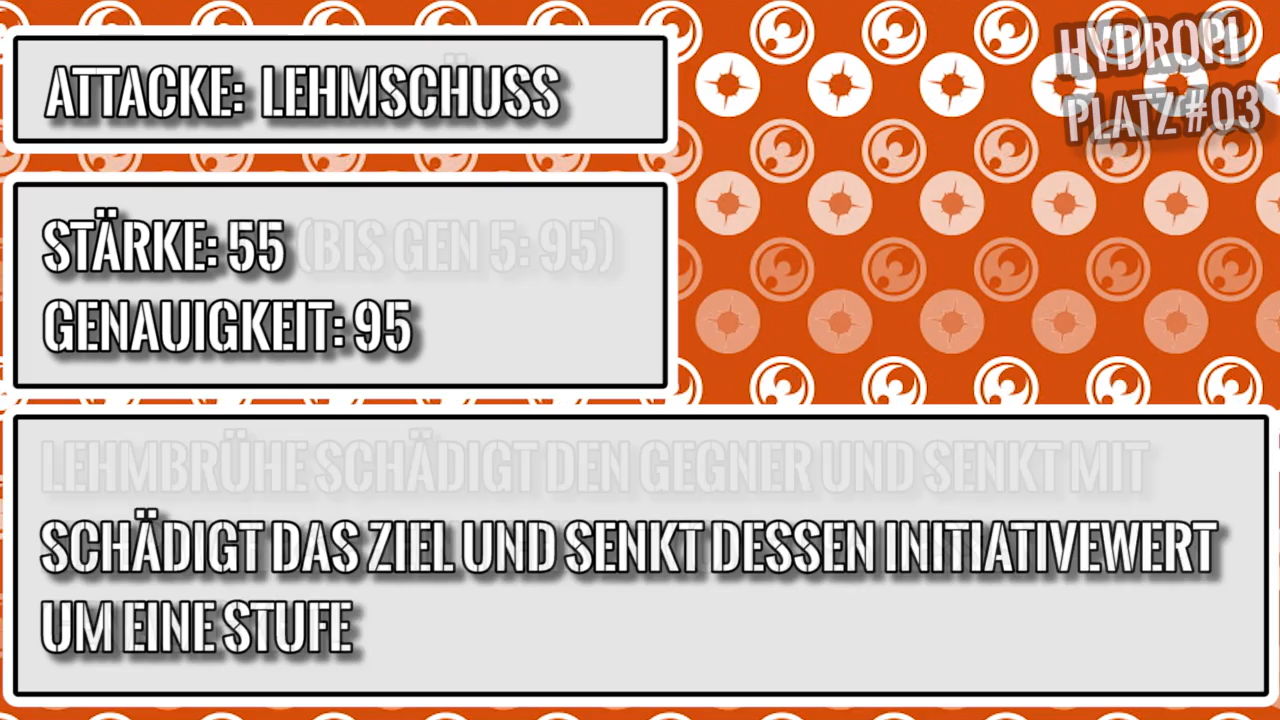 HYDROPI
PLATZ #03
ATTACKE: LEHMSCHUSS
STÄRKE: 55 (BIS GEN 5: 95)
GENAUIGKEIT: 95
LEHMBRÜHE SCHÄDIGT DEN GEGNER UND SENKT MIT
SCHÄDIGT DAS ZIEL UND SENKT DESSEN INITIATIVEWERT
UM EINE STUFE